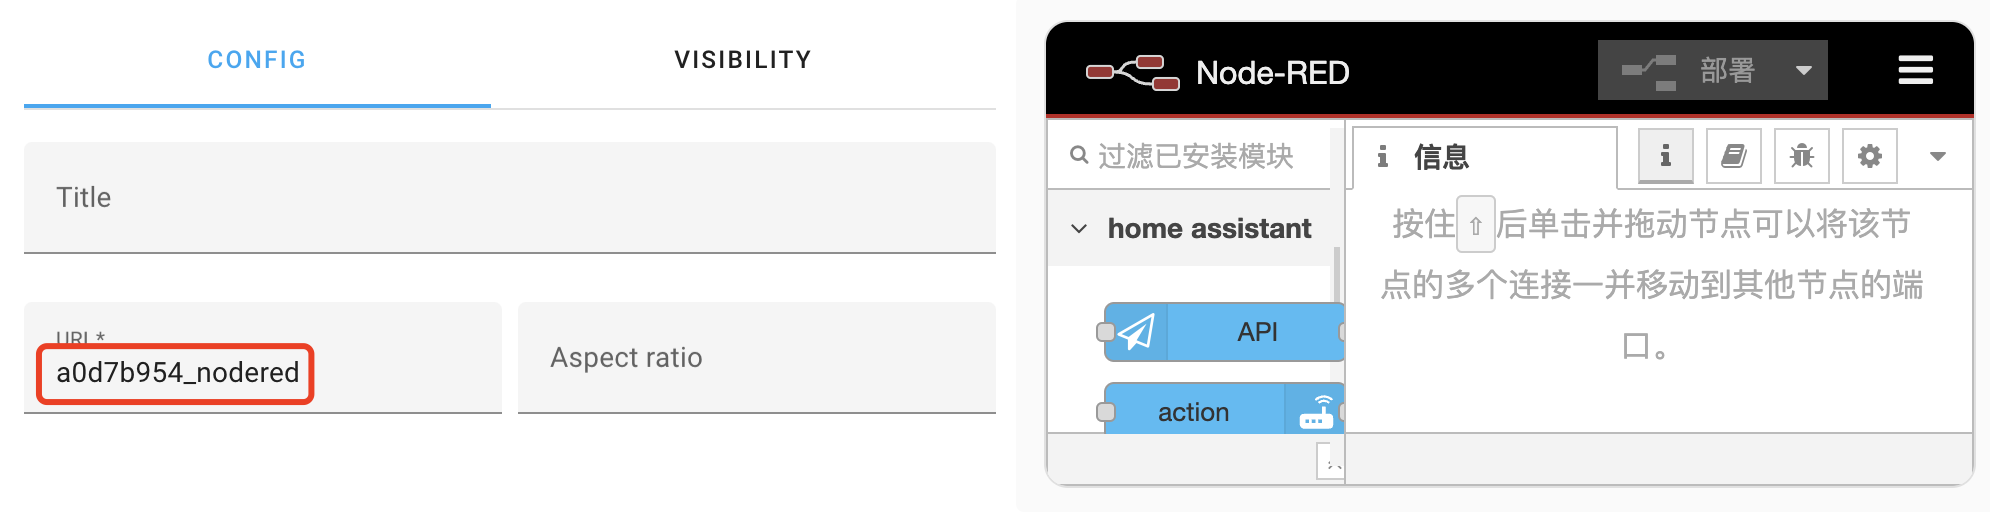 CONFIG
VISIBILITY
Title
URL*
a0d7b954_nodered
Aspect ratio
Node-RED
部署
过滤已安装模块
信息
home assistant
API
action
按住⇧后单击并拖动节点可以将该节
点的多个连接一并移动到其他节点的端
口。